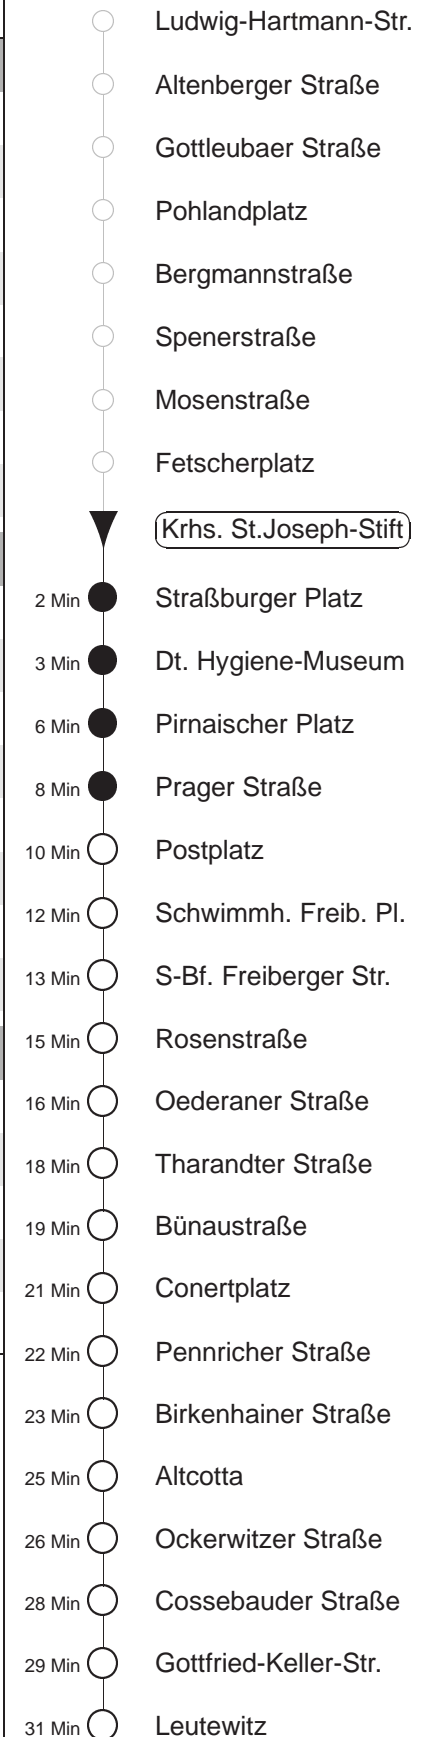 Ludwig-Hartmann-Str.
Altenberger Straße
Gottleubaer Straße
Pohlandplatz
Bergmannstraße
Spenerstraße
Mosenstraße
Fetscherplatz
Krhs. St.Joseph-Stift
2 Min Straßburger Platz
3 Min Dt. Hygiene-Museum
6 Min Pirnaischer Platz
8 Min Prager Straße
10 Min Postplatz
12 Min Schwimmh. Freib. Pl.
13 Min S-Bf. Freiberger Str.
15 Min Rosenstraße
16 Min Oederaner Straße
18 Min Tharandter Straße
19 Min Bünaustraße
21 Min Conertplatz
22 Min Pennricher Straße
23 Min Birkenhainer Straße
25 Min Altcotta
26 Min Ockerwitzer Straße
28 Min Cossebauder Straße
29 Min Gottfried-Keller-Str.
31 Min Leutewitz